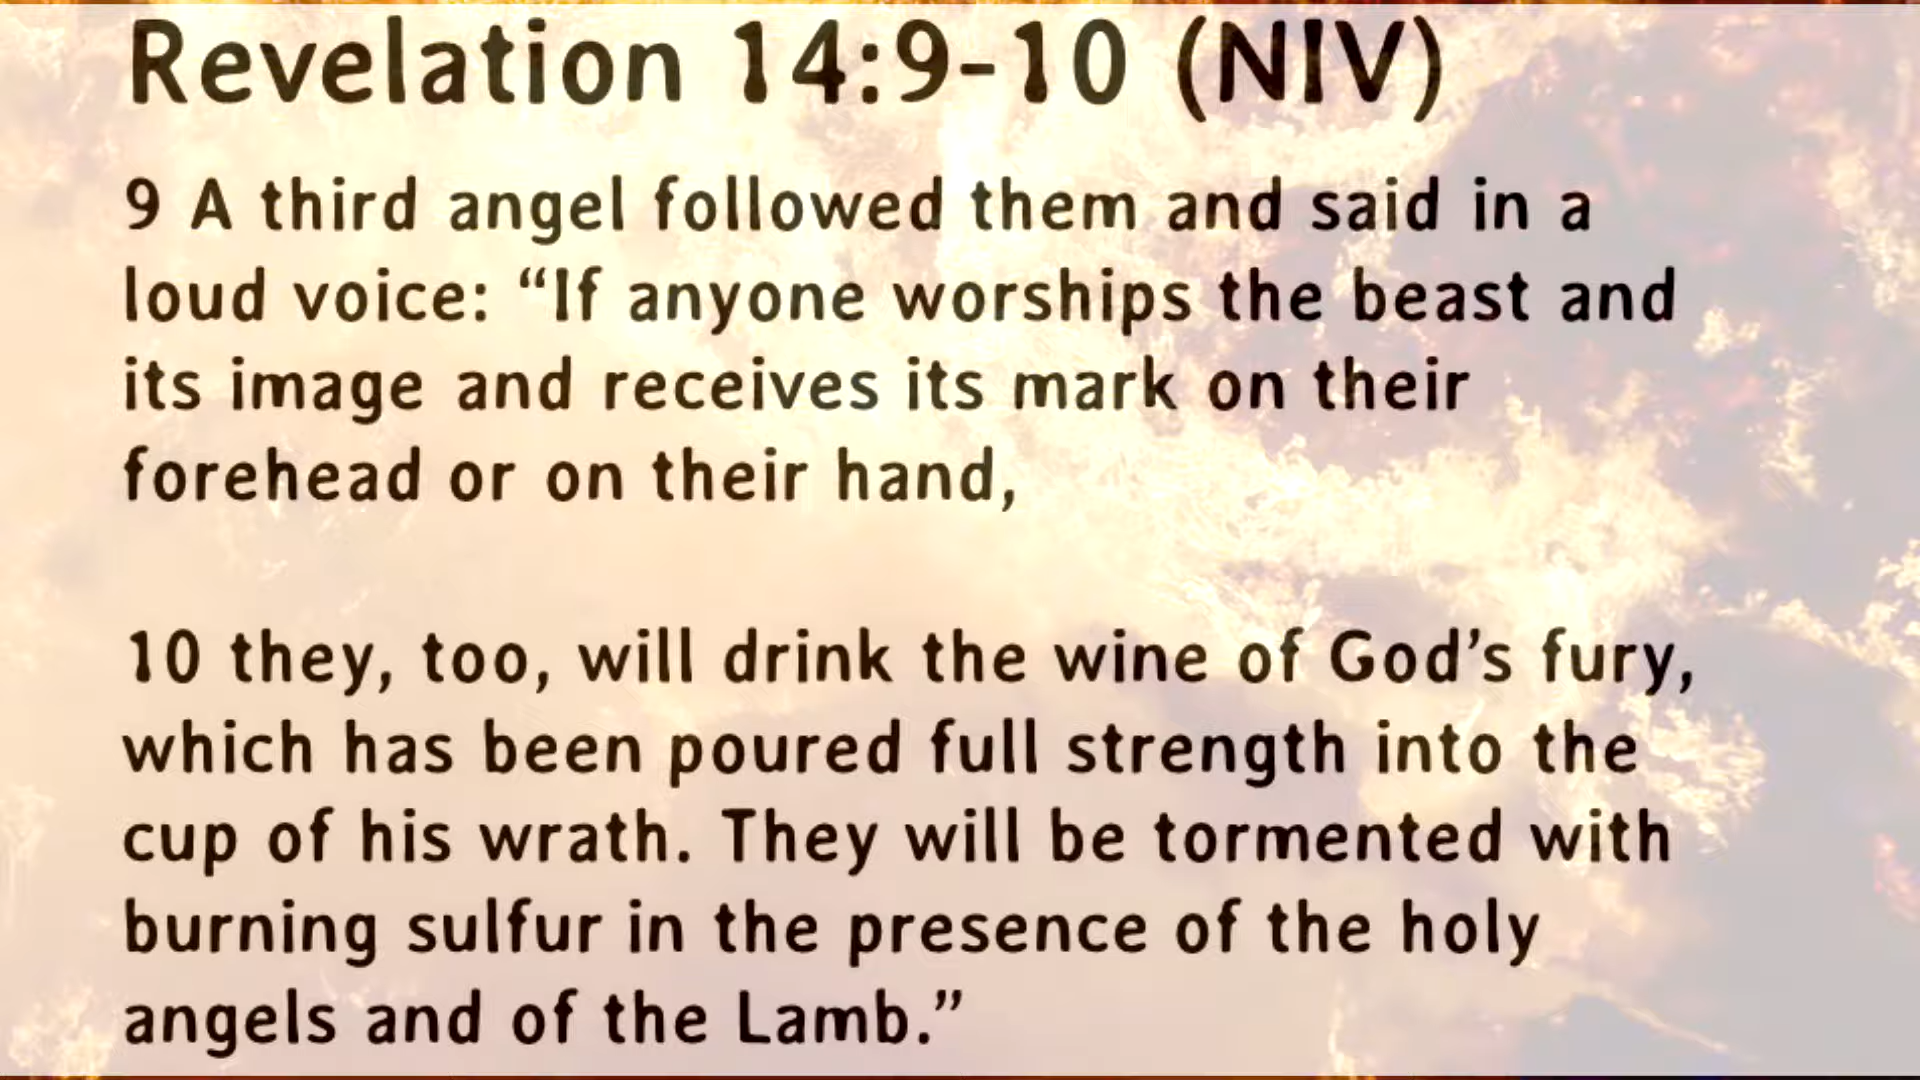 Revelation 14:9-10 (NIV)
9 A third angel followed them and said in a
loud voice: “If anyone worships the beast and
its image and receives its mark on their
forehead or on their hand,
10 they, too, will drink the wine of God’s fury,
which has been poured full strength into the
cup of his wrath. They will be tormented with
burning sulfur in the presence of the holy
angels and of the Lamb.”